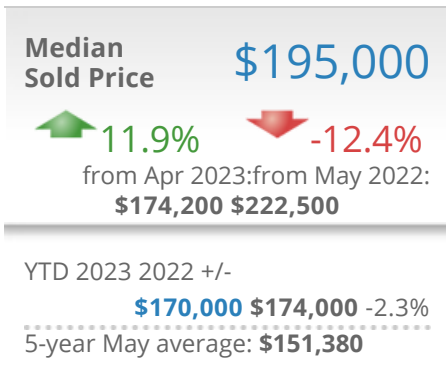 Median
Sold Price
$195,000
11.9%
-12.4%
from Apr 2023:from May 2022:
$174,200 $222,500
YTD 2023 2022 +/-
$170,000 $174,000 -2.3%
5-year May average: $151,380